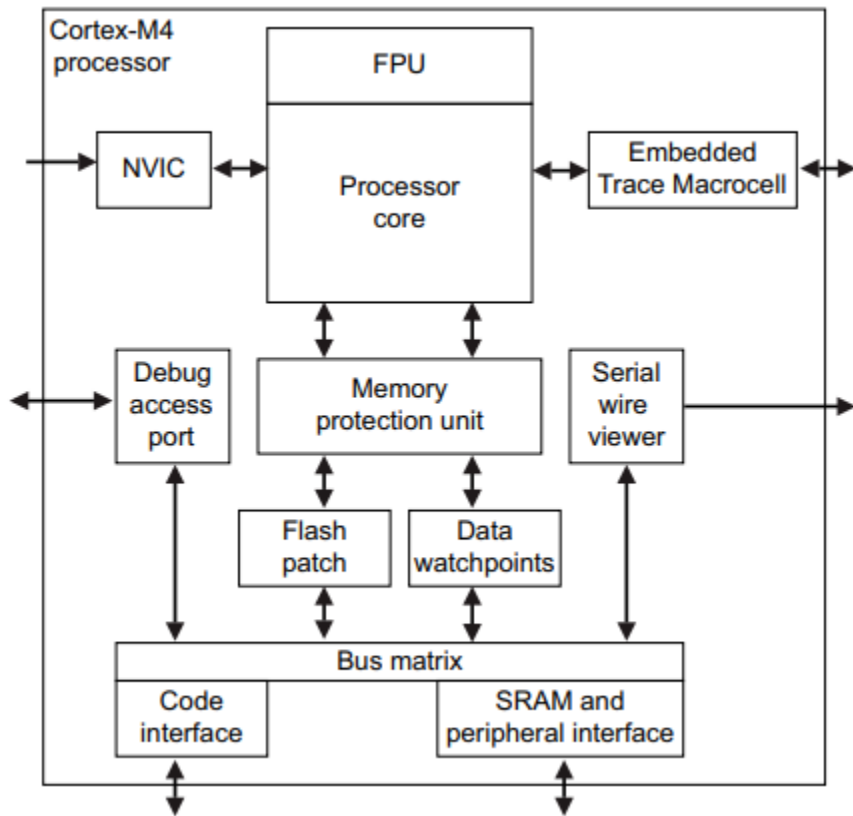 Cortex-M4
processor
FPU
NVIC
Processor
core
Embedded
Trace Macrocell
Debug
access
port
Memory
protection unit
Serial
wire
viewer
Flash
patch
Data
watchpoints
Bus matrix
Code
interface
SRAM and
peripheral interface